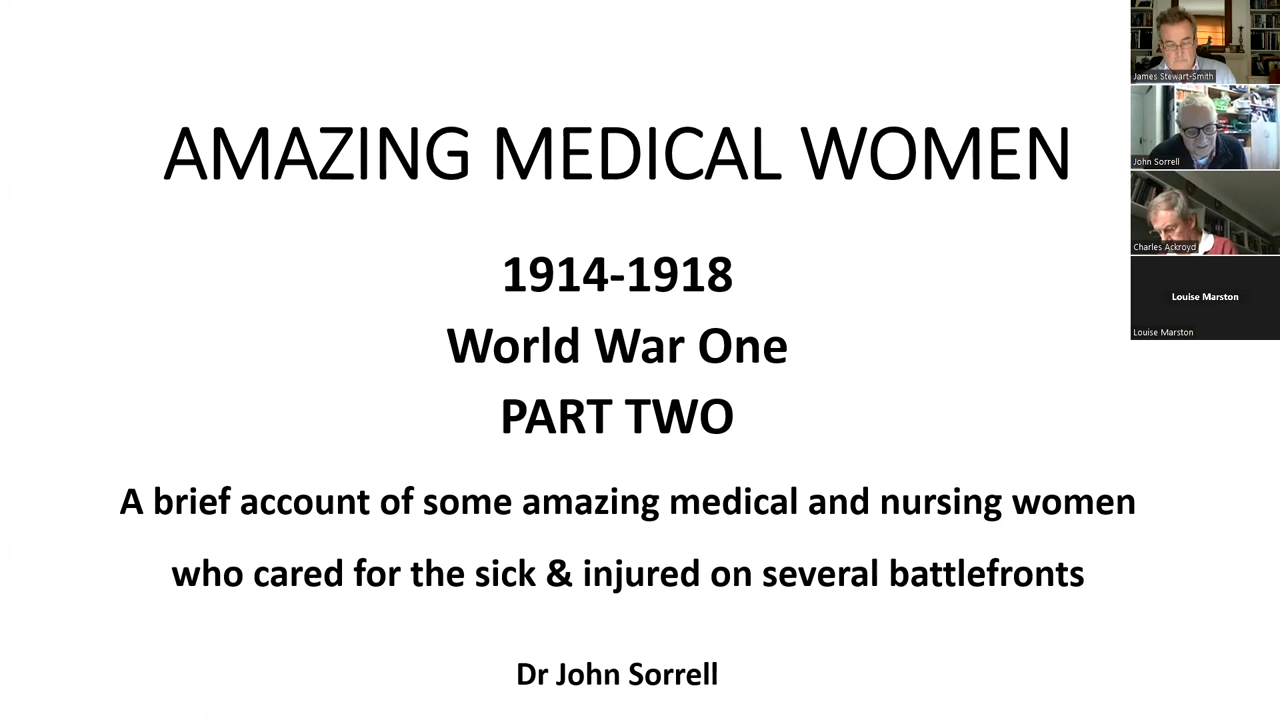 AMAZING MEDICAL WOMEN
1914-1918
World War One
PART TWO
A brief account of some amazing medical and nursing women
who cared for the sick & injured on several battlefronts
Dr John Sorrell
James Stewart-Smith
John Sorrell
Charles Ackroyd
Louise Marston
Louise Marston